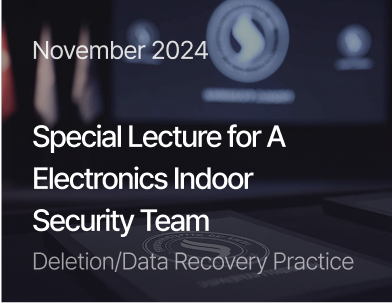 November 2024
Special Lecture for A
Electronics Indoor
Security Team
Deletion/Data Recovery Practice